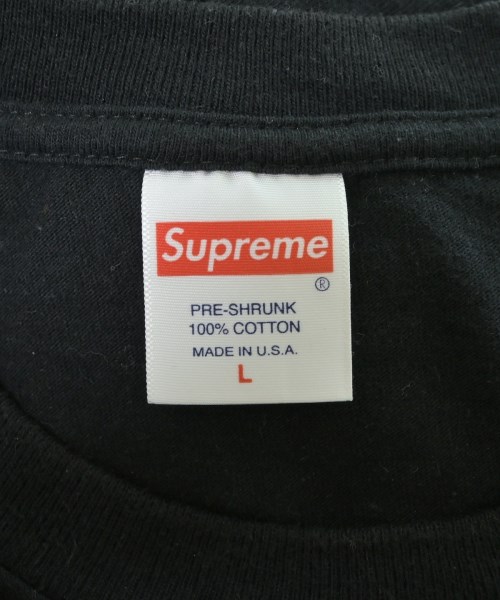 Supreme
®
PRE-SHRUNK
100% COTTON
MADE IN U.S.A.
L